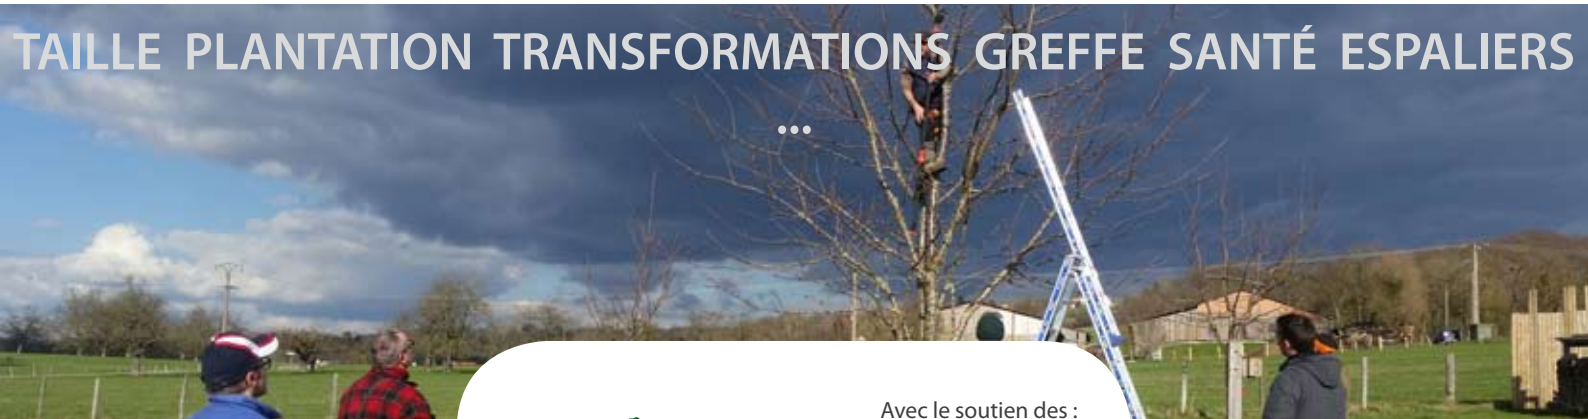 TAILLE PLANTATION TRANSFORMATIONS GREFFE SANTÉ ESPALIERS
...
Avec le soutien des :